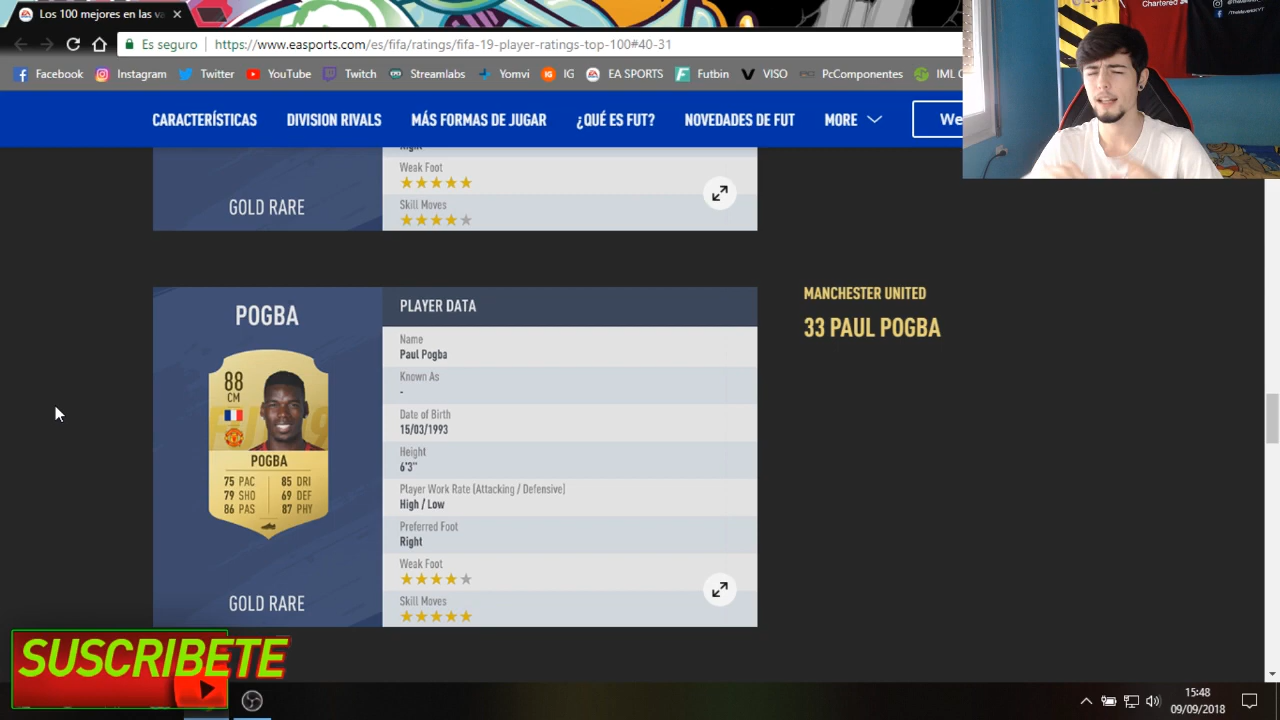 Los 100 mejores en las va
Es seguro
https://www.easports.com/es/fifa/ratings/fifa-19-player-ratings-top-100#40-31
Facebook Instagram Twitter YouTube Twitch Streamlabs Yomvi IG EA SPORTS Futbin VISO PcComponentes IML
Chartered
CARACTERÍSTICAS DIVISION RIVALS MÁS FORMAS DE JUGAR ¿QUÉ ES FUT? NOVEDADES DE FUT MORE We
Right
Weak Foot
Skill Moves
GOLD RARE
POGBA
88
CM
POGBA
75 PAC 85 DRI
79 SHO 69 DEF
86 PAS 87 PHY
GOLD RARE
PLAYER DATA
Name
Paul Pogba
Known As
-
Date of Birth
15/03/1993
Height
6'3"
Player Work Rate (Attacking / Defensive)
High / Low
Preferred Foot
Right
Weak Foot
Skill Moves
MANCHESTER UNITED
33 PAUL POGBA
SUSCRIBETE
15:48
09/09/2018